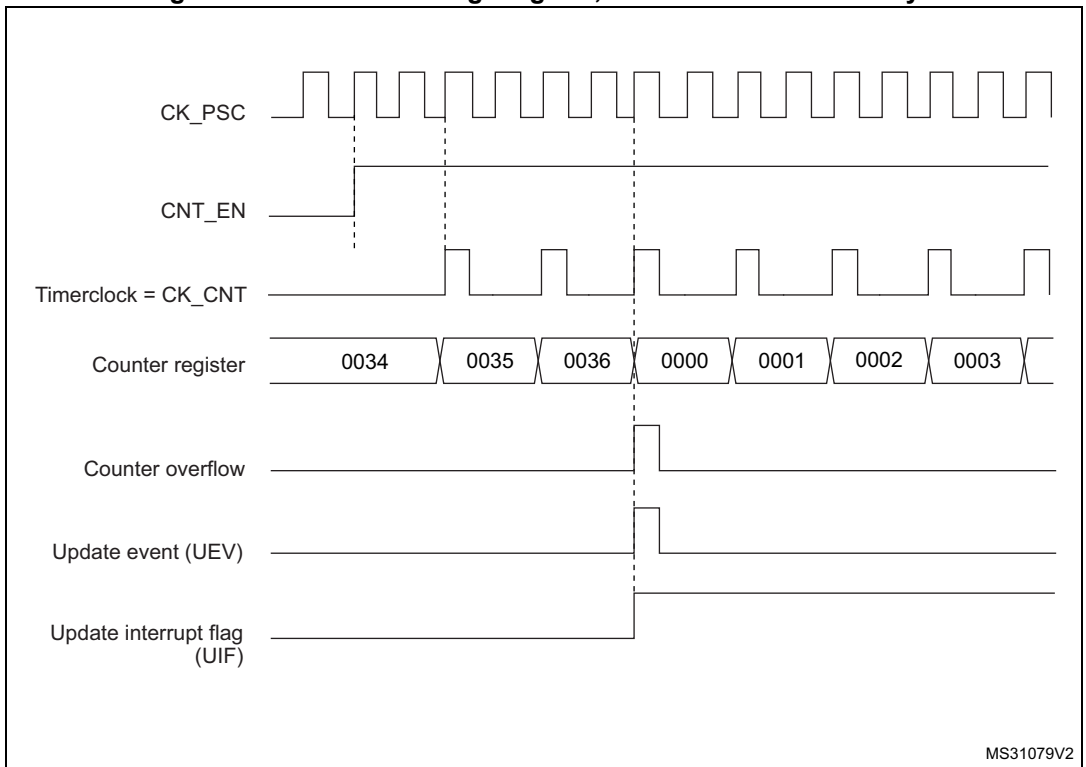 CK_PSC
CNT_EN
Timerclock = CK_CNT
Counter register
0034 0035 0036 0000 0001 0002 0003
Counter overflow
Update event (UEV)
Update interrupt flag
(UIF)
MS31079V2